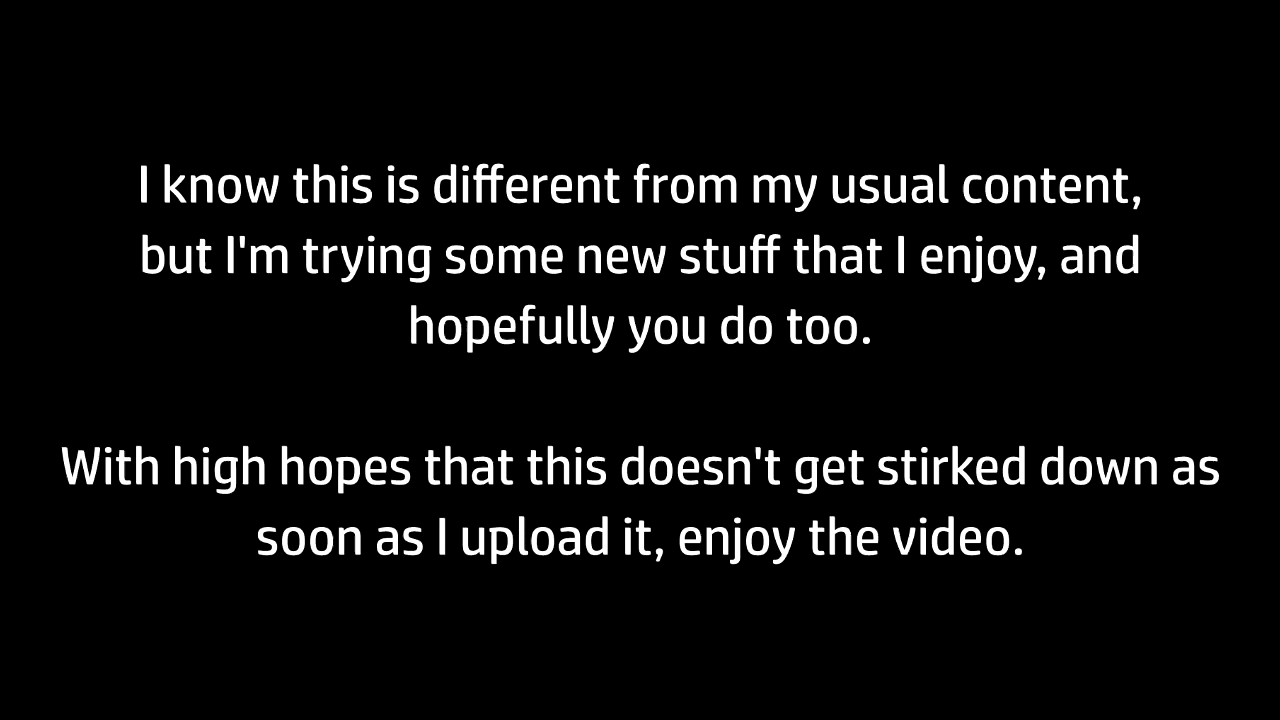 I know this is different from my usual content,
but I'm trying some new stuff that I enjoy, and
hopefully you do too.
With high hopes that this doesn't get stirked down as
soon as I upload it, enjoy the video.